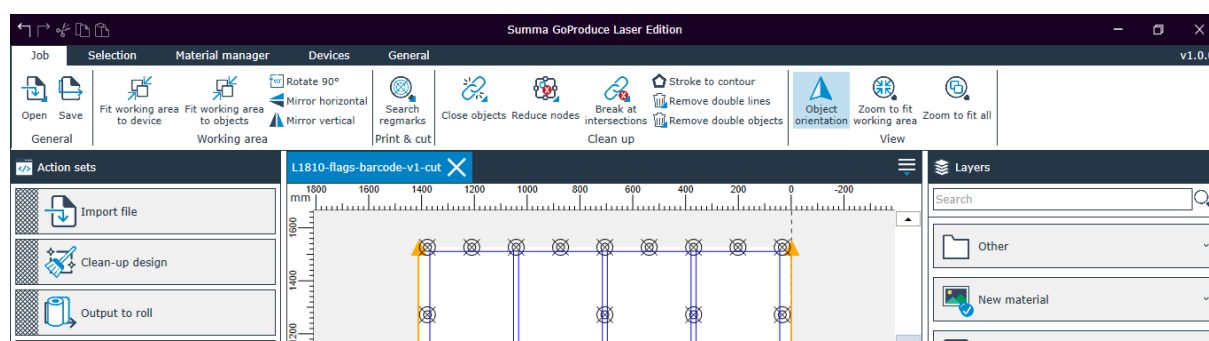 Summa GoProduce Laser Edition
Job Selection Material manager Devices General
v1.0.
Open
Save
General
Fit working area
to device
Fit working area
to objects
Rotate 90°
Mirror horizontal
Mirror vertical
Working area
Search
regmarks
Print & cut
Close objects
Reduce nodes
Break at
intersections
Stroke to contour
Remove double lines
Remove double objects
Clean up
Object
orientation
Zoom to fit
working area
Zoom to fit all
View
Action sets
Import file
Clean-up design
Output to roll
L1810-flags-barcode-v1-cut
mm
1800 1600 1400 1200 1000 800 600 400 200 0 -200
1600
1400
1200
Layers
Search
Other
New material